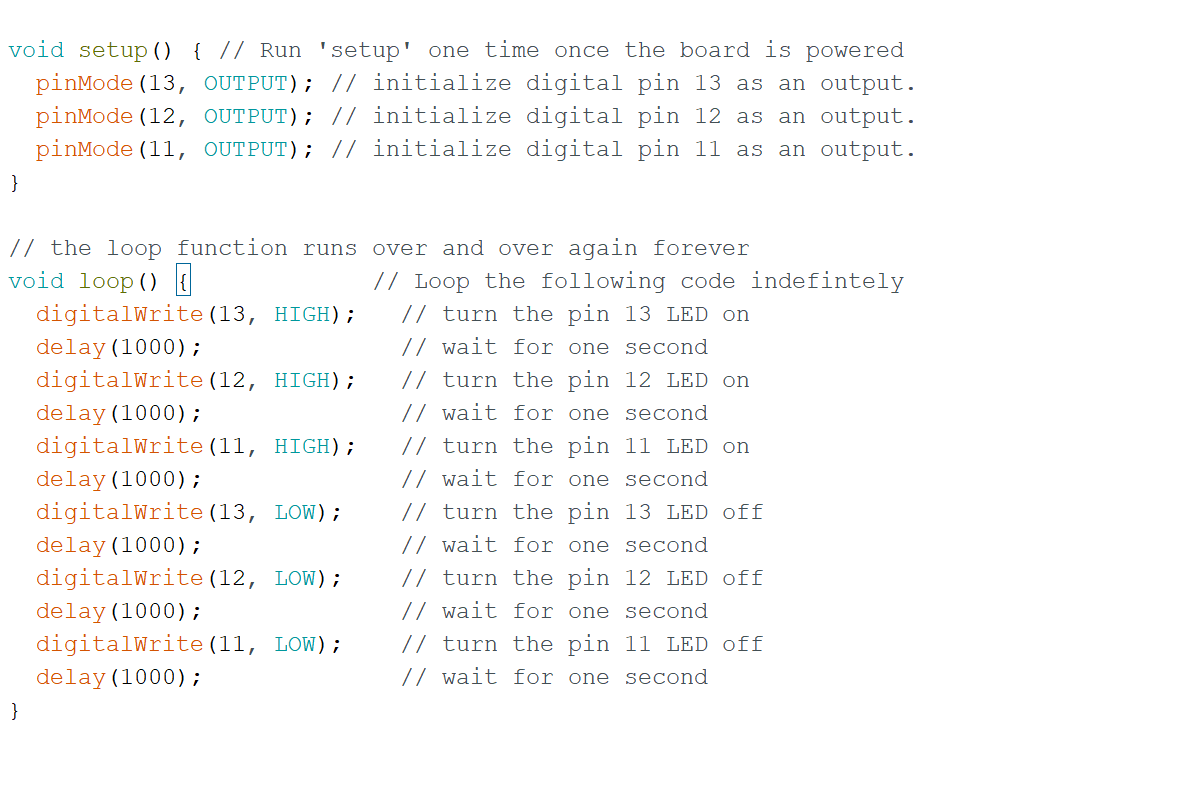 void setup() { // Run 'setup' one time once the board is powered
  pinMode(13, OUTPUT); // initialize digital pin 13 as an output.
  pinMode(12, OUTPUT); // initialize digital pin 12 as an output.
  pinMode(11, OUTPUT); // initialize digital pin 11 as an output.
}

// the loop function runs over and over again forever
void loop() {               // Loop the following code indefintely
  digitalWrite(13, HIGH);   // turn the pin 13 LED on
  delay(1000);              // wait for one second
  digitalWrite(12, HIGH);   // turn the pin 12 LED on
  delay(1000);              // wait for one second
  digitalWrite(11, HIGH);   // turn the pin 11 LED on
  delay(1000);              // wait for one second
  digitalWrite(13, LOW);    // turn the pin 13 LED off
  delay(1000);              // wait for one second
  digitalWrite(12, LOW);    // turn the pin 12 LED off
  delay(1000);              // wait for one second
  digitalWrite(11, LOW);    // turn the pin 11 LED off
  delay(1000);              // wait for one second
}